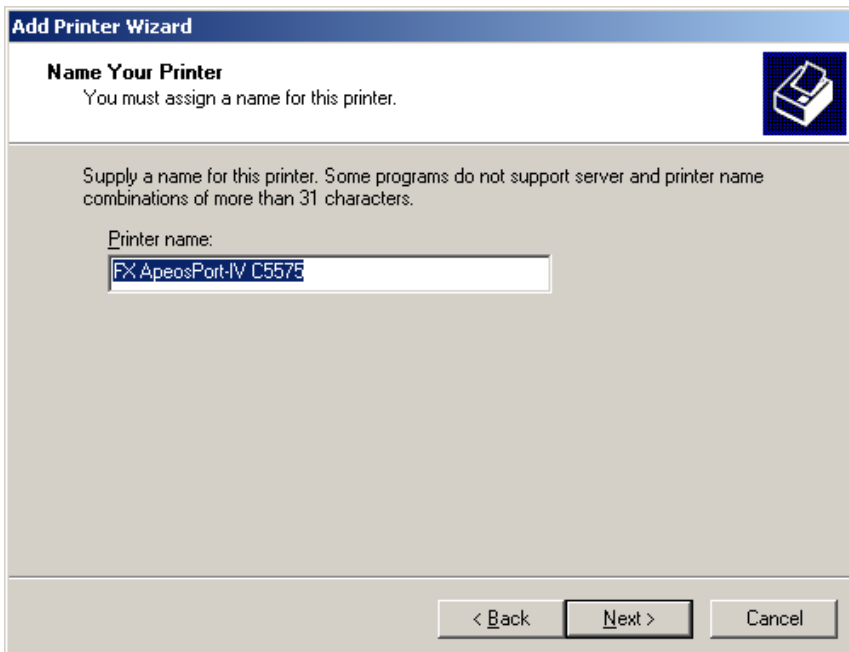 Add Printer Wizard
Name Your Printer
You must assign a name for this printer.
Supply a name for this printer. Some programs do not support server and printer name
combinations of more than 31 characters.
Printer name:
FX ApeosPort-IV C5575
< Back
Next >
Cancel